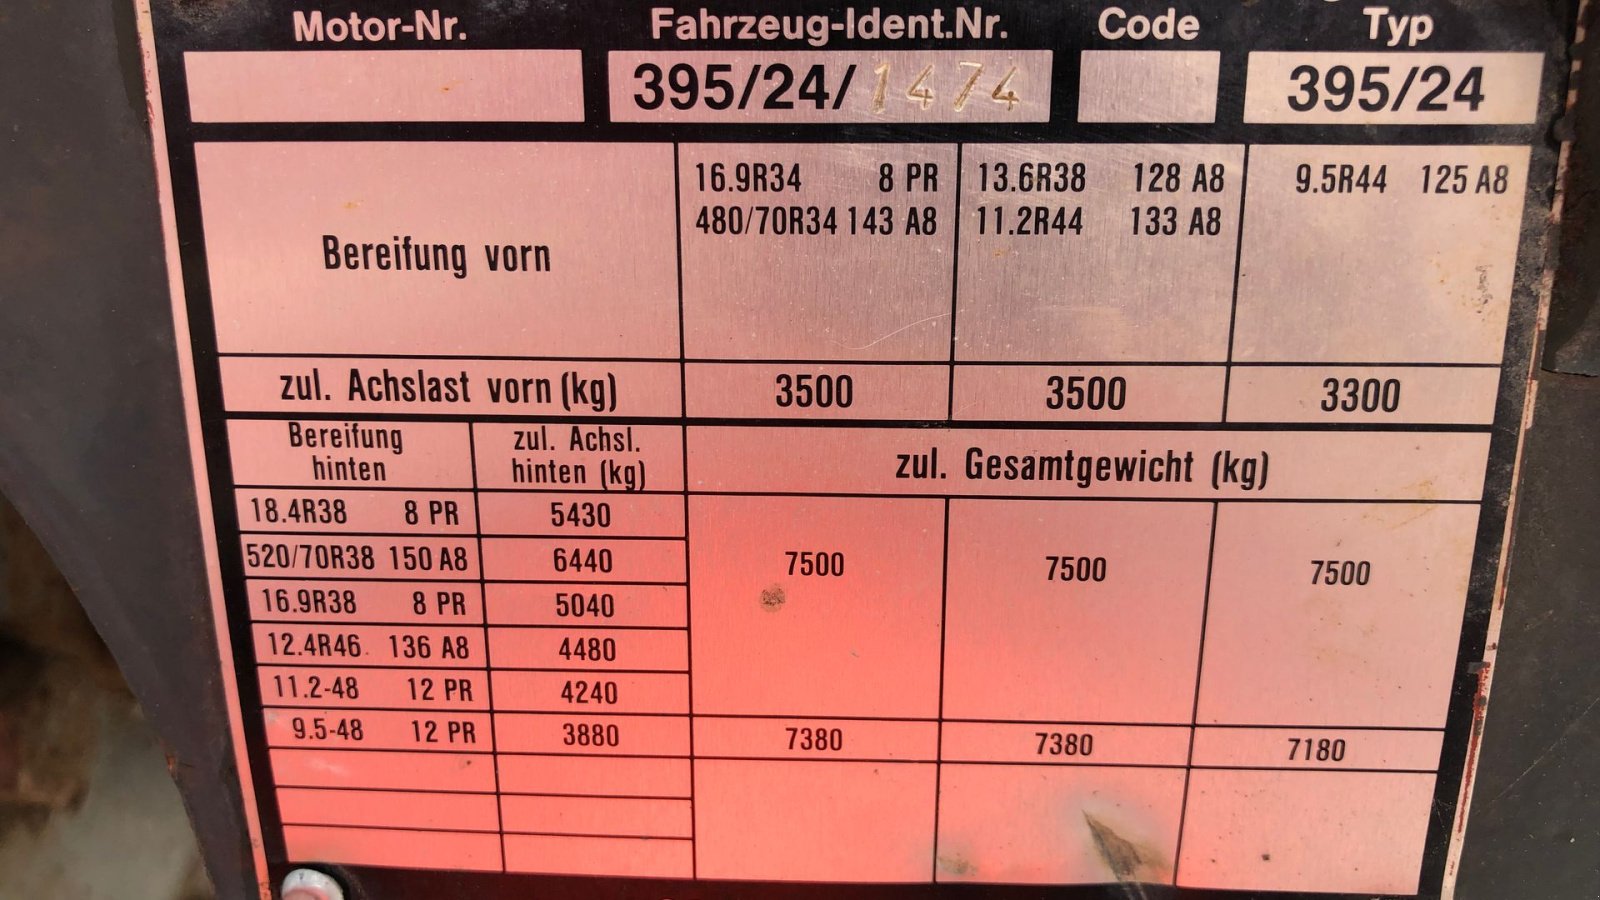 Motor-Nr. Fahrzeug-Ident.Nr. Code Typ
395/24/1474 395/24
Bereifung vorn
16.9R34 8 PR 13.6R38 128 A8 9.5R44 125 A8
480/70R34 143 A8 11.2R44 133 A8
zul. Achslast vorn (kg) 3500 3500 3300
Bereifung hinten zul. Achsl. hinten (kg) zul. Gesamtgewicht (kg)
18.4R38 8 PR 5430
520/70R38 150 A8 6440 7500 7500 7500
16.9R38 8 PR 5040
12.4R46 136 A8 4480
11.2-48 12 PR 4240
9.5-48 12 PR 3880 7380 7380 7180